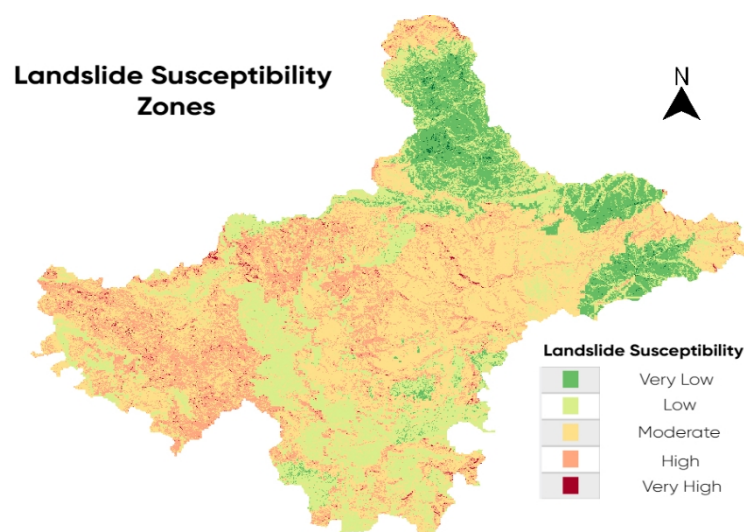 Landslide Susceptibility
Zones
N
Landslide Susceptibility
Very Low
Low
Moderate
High
Very High